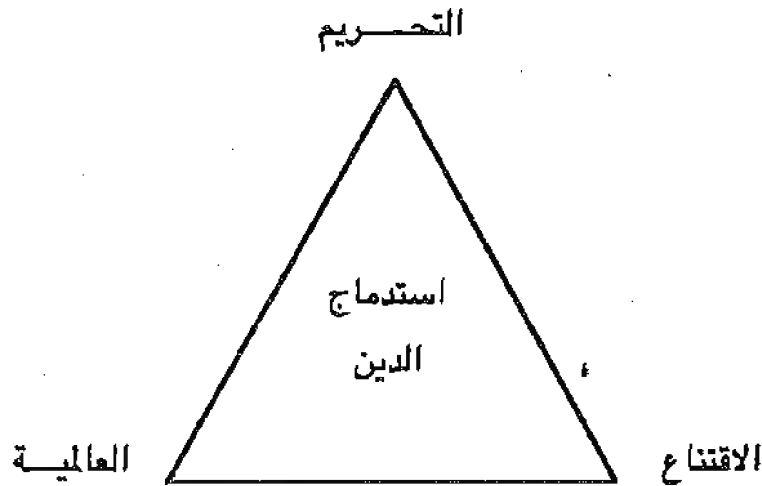 التحريم
استدماج
الدين
الاقتناع
العالمية